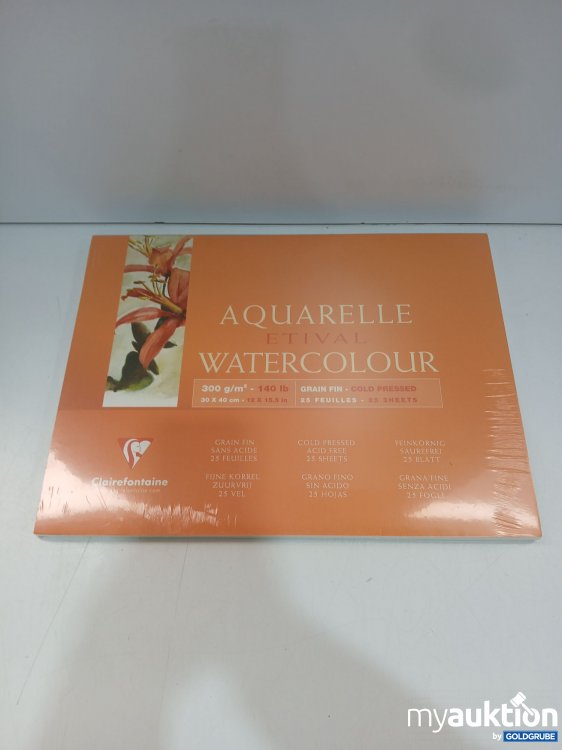 AQUARELLE
ETIVAL
WATERCOLOUR
300 g/m² - 140 lb
GRAIN FIN - COLD PRESSED
30 X 40 cm - 12 X 15,5 in
25 FEUILLES - 25 SHEETS
GRAIN FIN
SANS ACIDE
25 FEUILLES
COLD PRESSED
ACID FREE
25 SHEETS
FEINKÖRNIG
SÄUREFREI
25 BLATT
FIJNE KORREL
ZUURVRIJ
25 VEL
GRANO FINO
SIN ACIDO
25 HOJAS
GRANA FINE
SENZA ACIDI
25 FOGLI
Clairefontaine
myauktion
by GOLDGRUBE